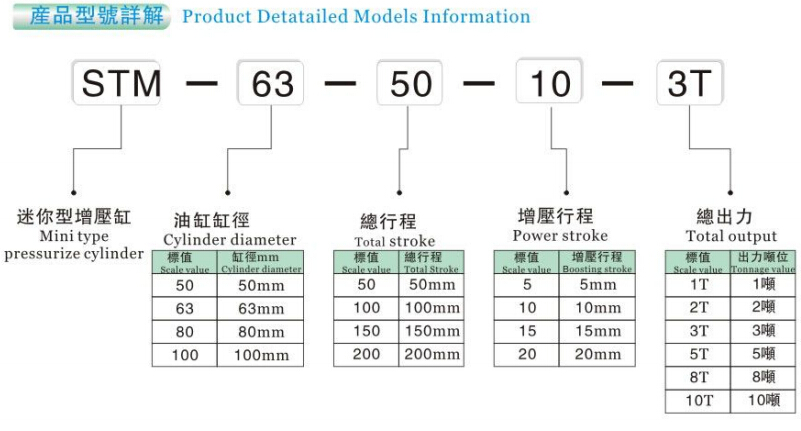 産品型號詳解 Product Detatailed Models Information
STM — 63 — 50 — 10 — 3T
迷你型增壓缸
Mini type
pressurize cylinder
油缸缸徑
Cylinder diameter
標值 缸徑mm
Scale value Cylinder diameter
50 50mm
63 63mm
80 80mm
100 100mm
總行程
Total stroke
標值 總行程
Scale value Total Stroke
50 50mm
100 100mm
150 150mm
200 200mm
增壓行程
Power stroke
標值 增壓行程
Scale value Boosting stroke
5 5mm
10 10mm
15 15mm
20 20mm
總出力
Total output
標值 出力噸位
Scale value Tonnage value
1T 1噸
2T 2噸
3T 3噸
5T 5噸
8T 8噸
10T 10噸